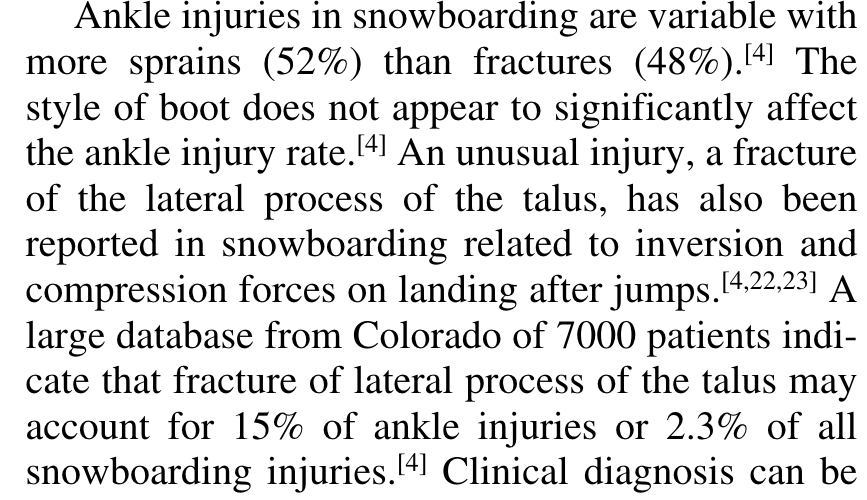 Ankle injuries in snowboarding are variable with
more sprains (52%) than fractures (48%).[4] The
style of boot does not appear to significantly affect
the ankle injury rate.[4] An unusual injury, a fracture
of the lateral process of the talus, has also been
reported in snowboarding related to inversion and
compression forces on landing after jumps.[4,22,23] A
large database from Colorado of 7000 patients indi-
cate that fracture of lateral process of the talus may
account for 15% of ankle injuries or 2.3% of all
snowboarding injuries.[4] Clinical diagnosis can be